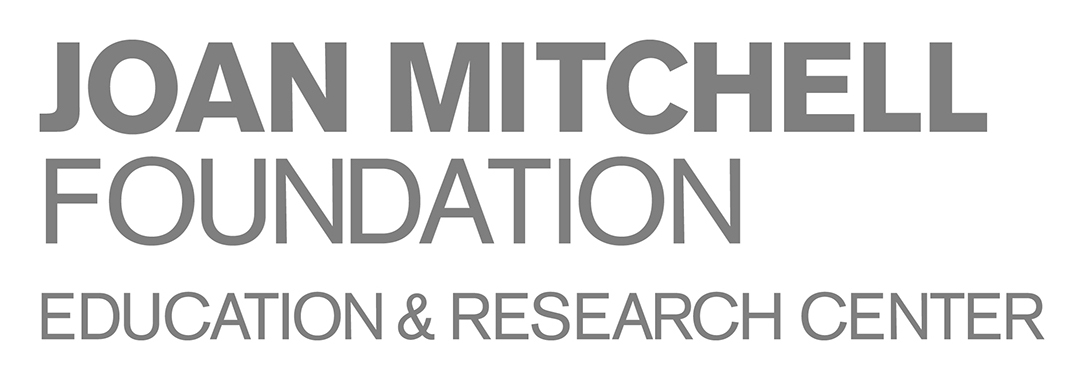 JOAN MITCHELL
FOUNDATION
EDUCATION & RESEARCH CENTER